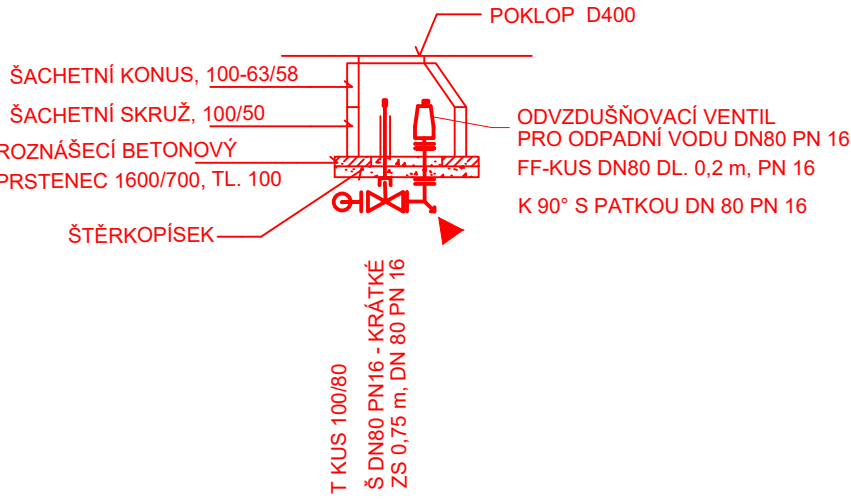 POKLOP D400
ŠACHETNÍ KONUS, 100-63/58
ŠACHETNÍ SKRUŽ, 100/50
ROZNÁŠECÍ BETONOVÝ
PRSTENEC 1600/700, TL. 100
ŠTĚRKOPÍSEK
ODVZDUŠŇOVACÍ VENTIL
PRO ODPADNÍ VODU DN80 PN 16
FF-KUS DN80 DL. 0,2 m, PN 16
K 90° S PATKOU DN 80 PN 16
T KUS 100/80
Š DN80 PN16 - KRÁTKÉ
ZS 0,75 m, DN 80 PN 16